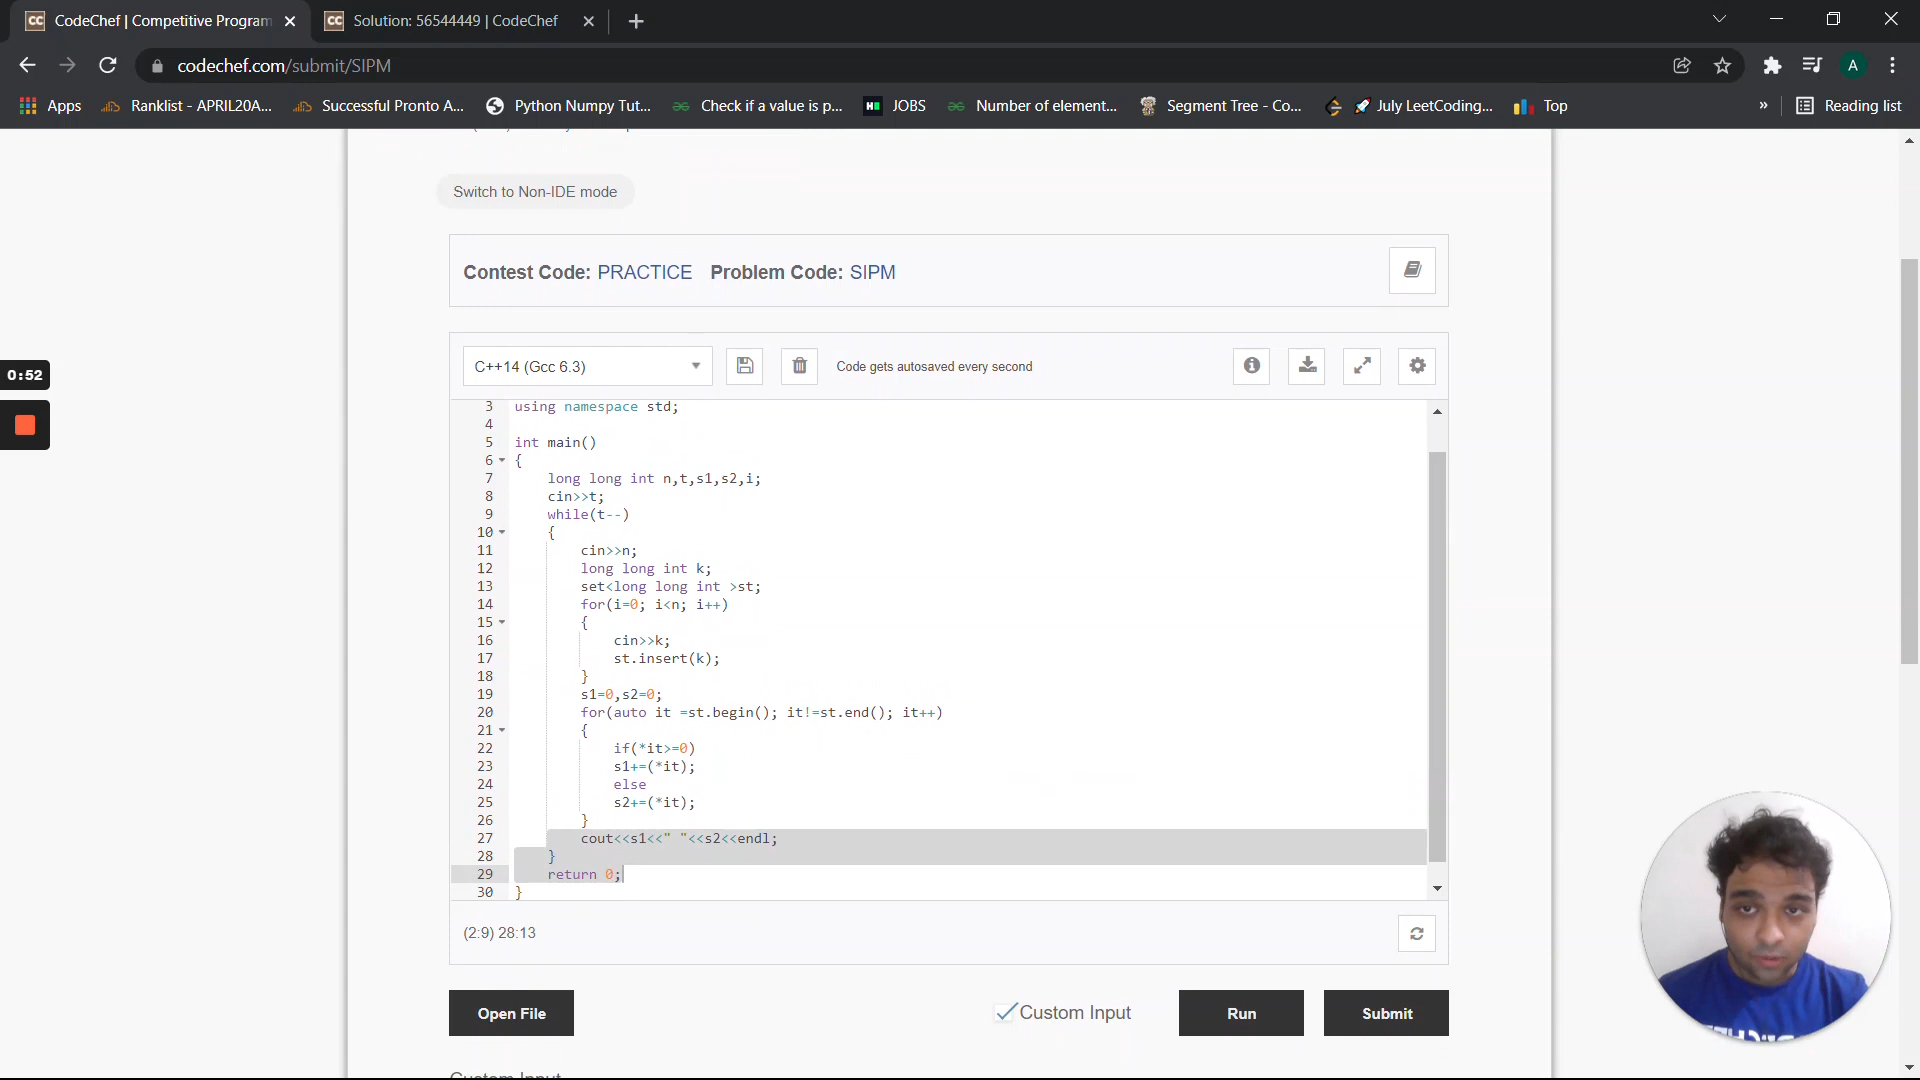 CodeChef | Competitive Program
Solution: 56544449 | CodeChef
codechef.com/submit/SIPM
A
Apps
Ranklist - APRIL20A...
Successful Pronto A...
Python Numpy Tut...
Check if a value is p...
JOBS
Number of element...
Segment Tree - Co...
July LeetCoding...
Top
»
Reading list
Switch to Non-IDE mode
Contest Code: PRACTICE Problem Code: SIPM
0:52
C++14 (Gcc 6.3)
Code gets autosaved every second
3 using namespace std;
4
5 int main()
6 {
7 long long int n,t,s1,s2,i;
8 cin>>t;
9 while(t--)
10 {
11 cin>>n;
12 long long int k;
13 set<long long int >st;
14 for(i=0; i<n; i++)
15 {
16 cin>>k;
17 st.insert(k);
18 }
19 s1=0,s2=0;
20 for(auto it =st.begin(); it!=st.end(); it++)
21 {
22 if(*it>=0)
23 s1+=(*it);
24 else
25 s2+=(*it);
26 }
27 cout<<s1<<" "<<s2<<endl;
28 }
29 return 0;
30 }
(2:9) 28:13
Open File
Custom Input
Run
Submit
Custom Input